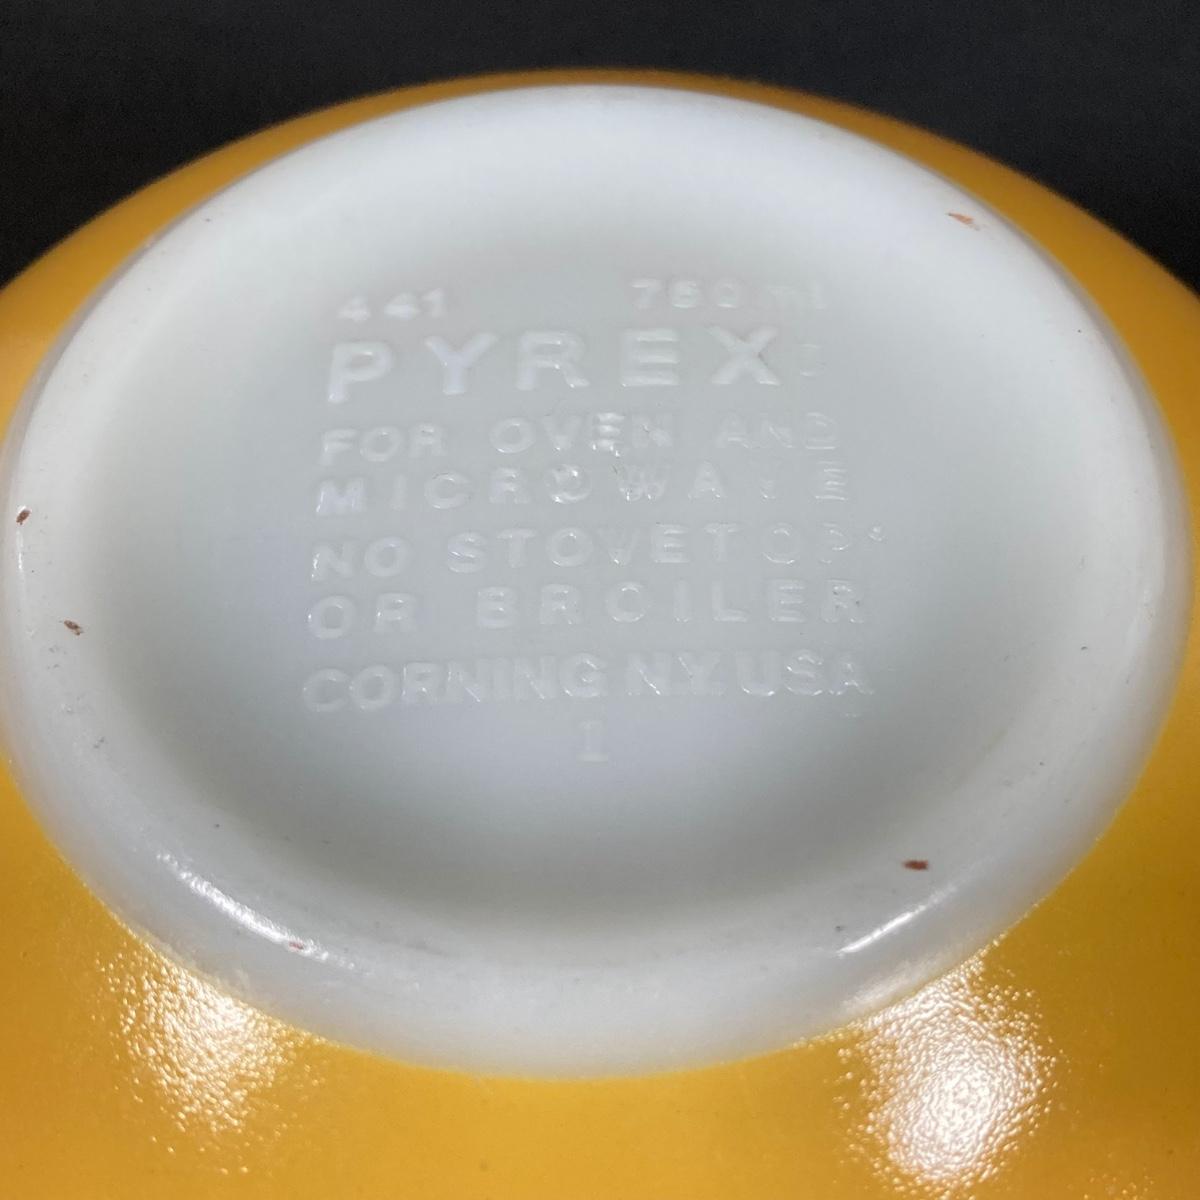 441 750 ml
PYREX®
FOR OVEN AND
MICROWAVE
NO STOVETOP
OR BROILER
CORNING N.Y. USA
1